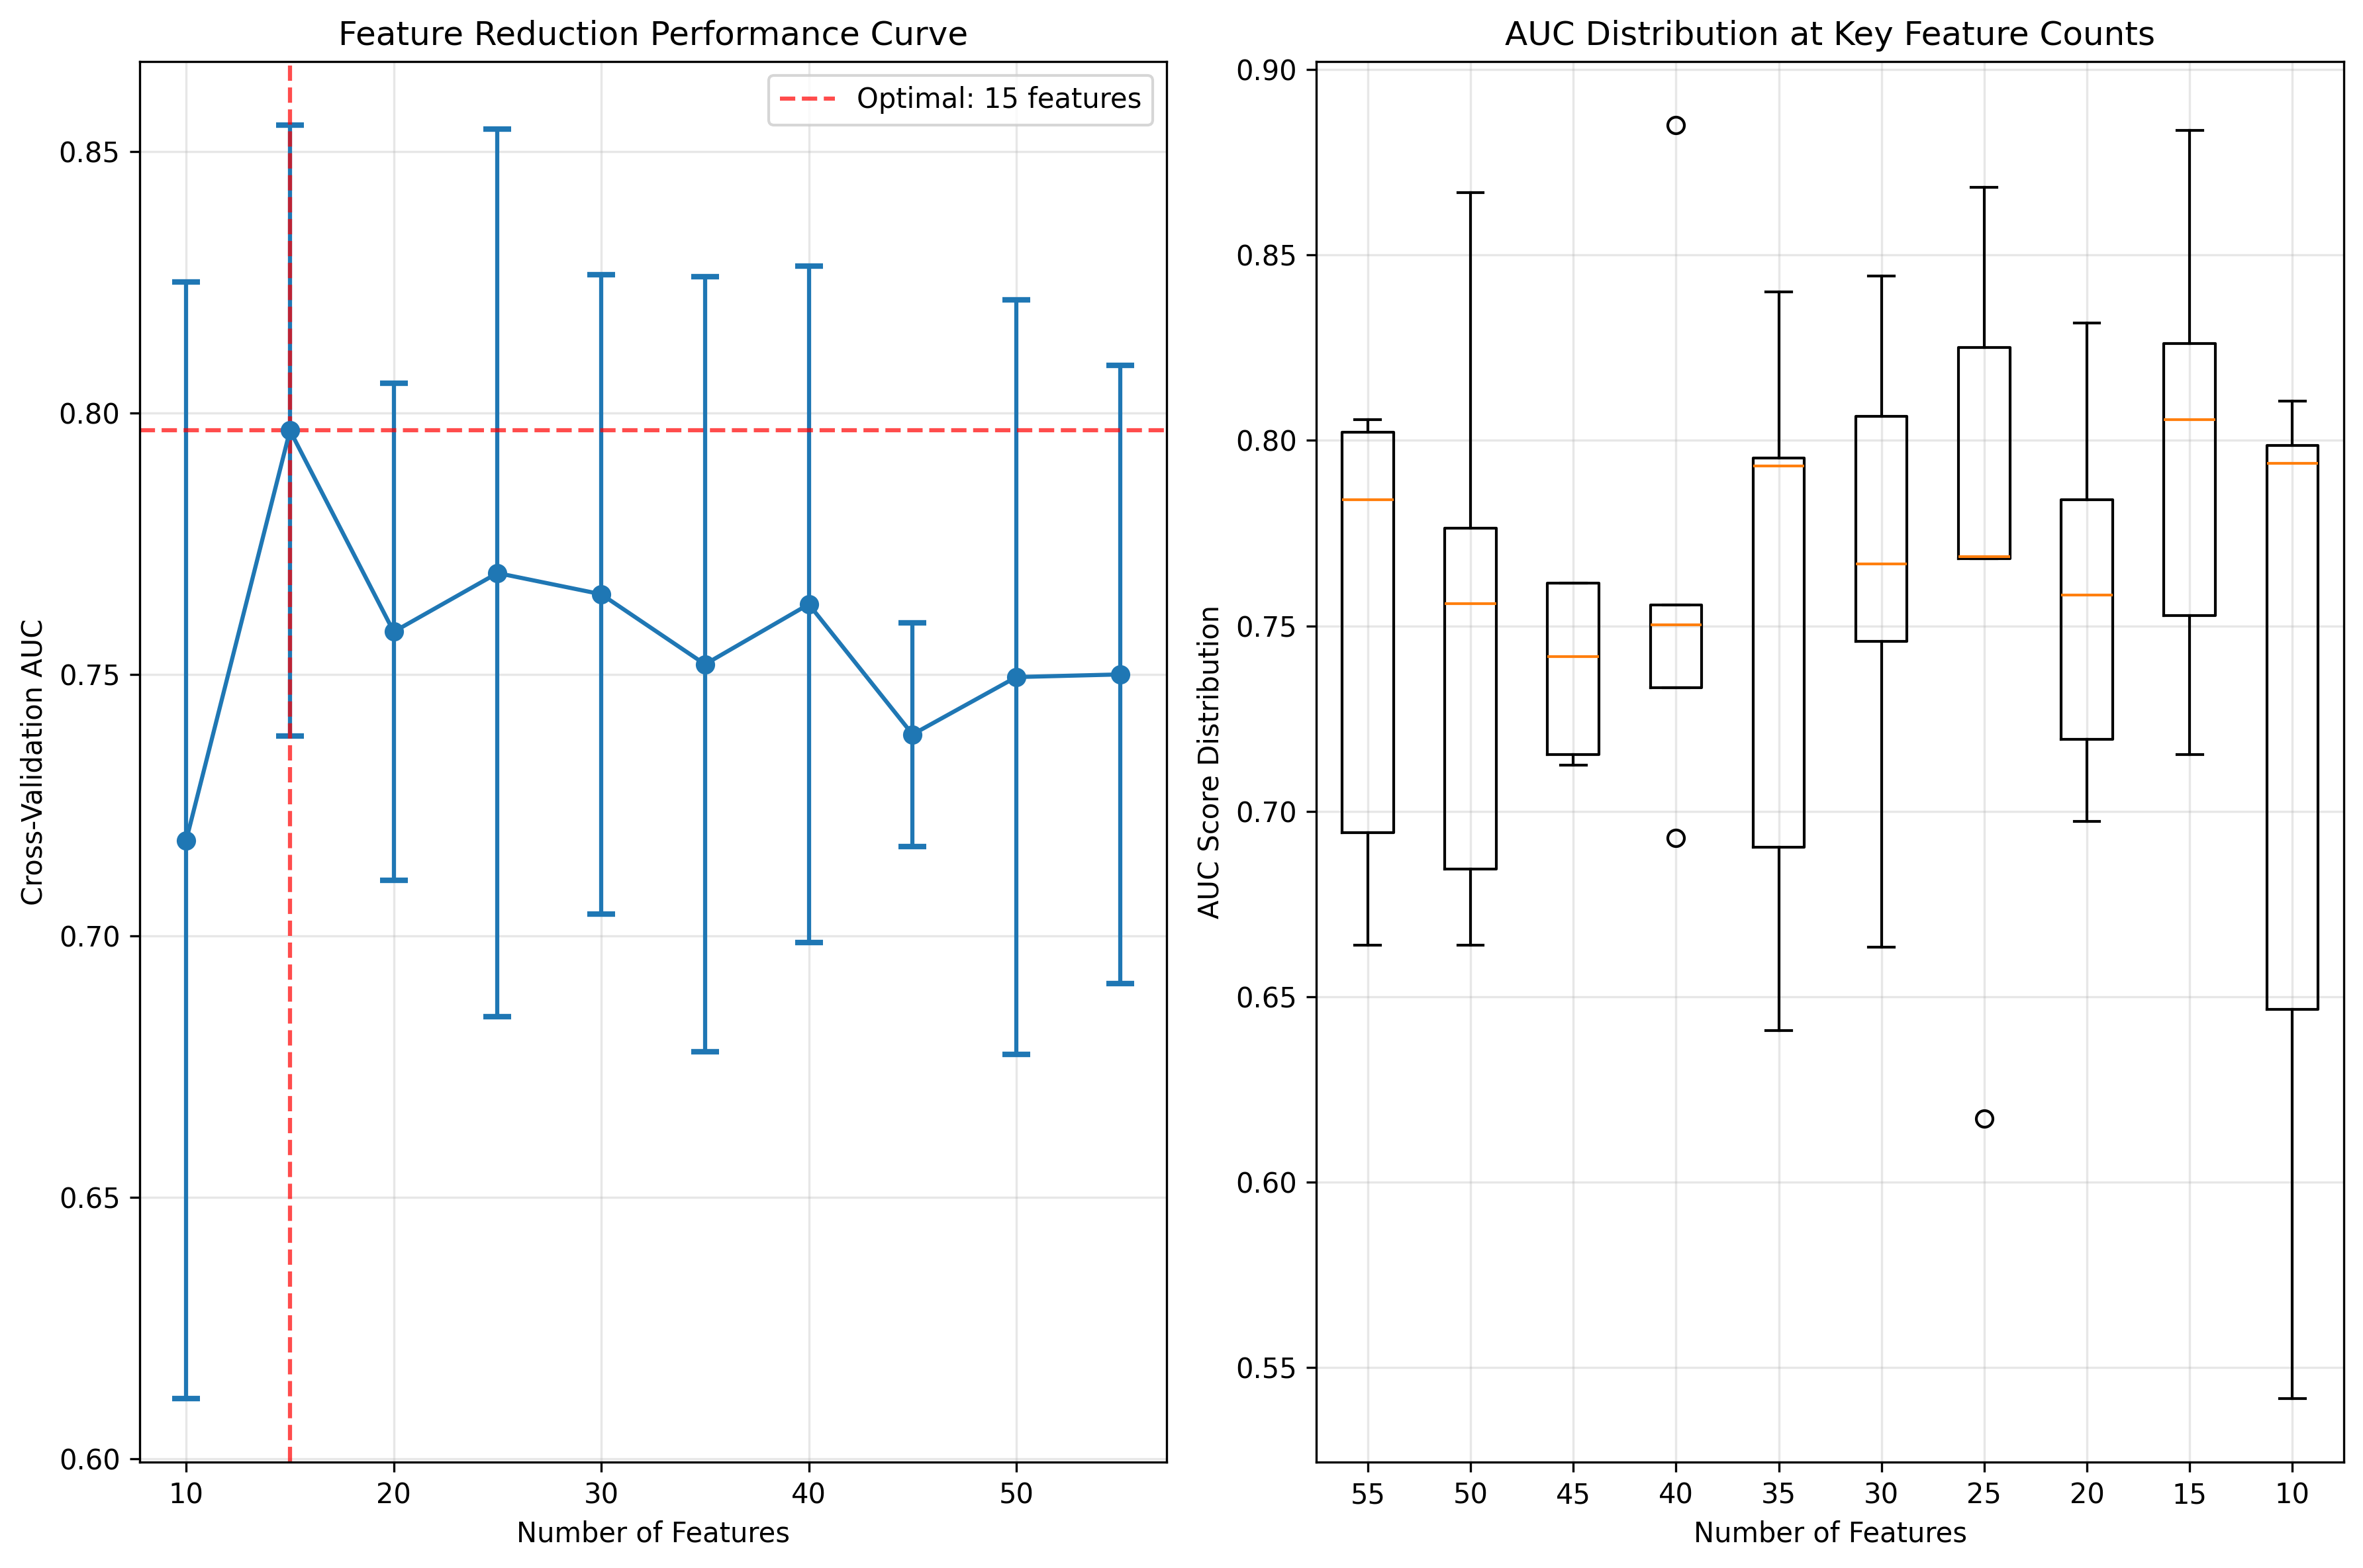 Feature Reduction Performance Curve
Optimal: 15 features
Cross-Validation AUC
0.85
0.80
0.75
0.70
0.65
0.60
10 20 30 40 50
Number of Features
AUC Distribution at Key Feature Counts
AUC Score Distribution
0.90
0.85
0.80
0.75
0.70
0.65
0.60
0.55
55 50 45 40 35 30 25 20 15 10
Number of Features